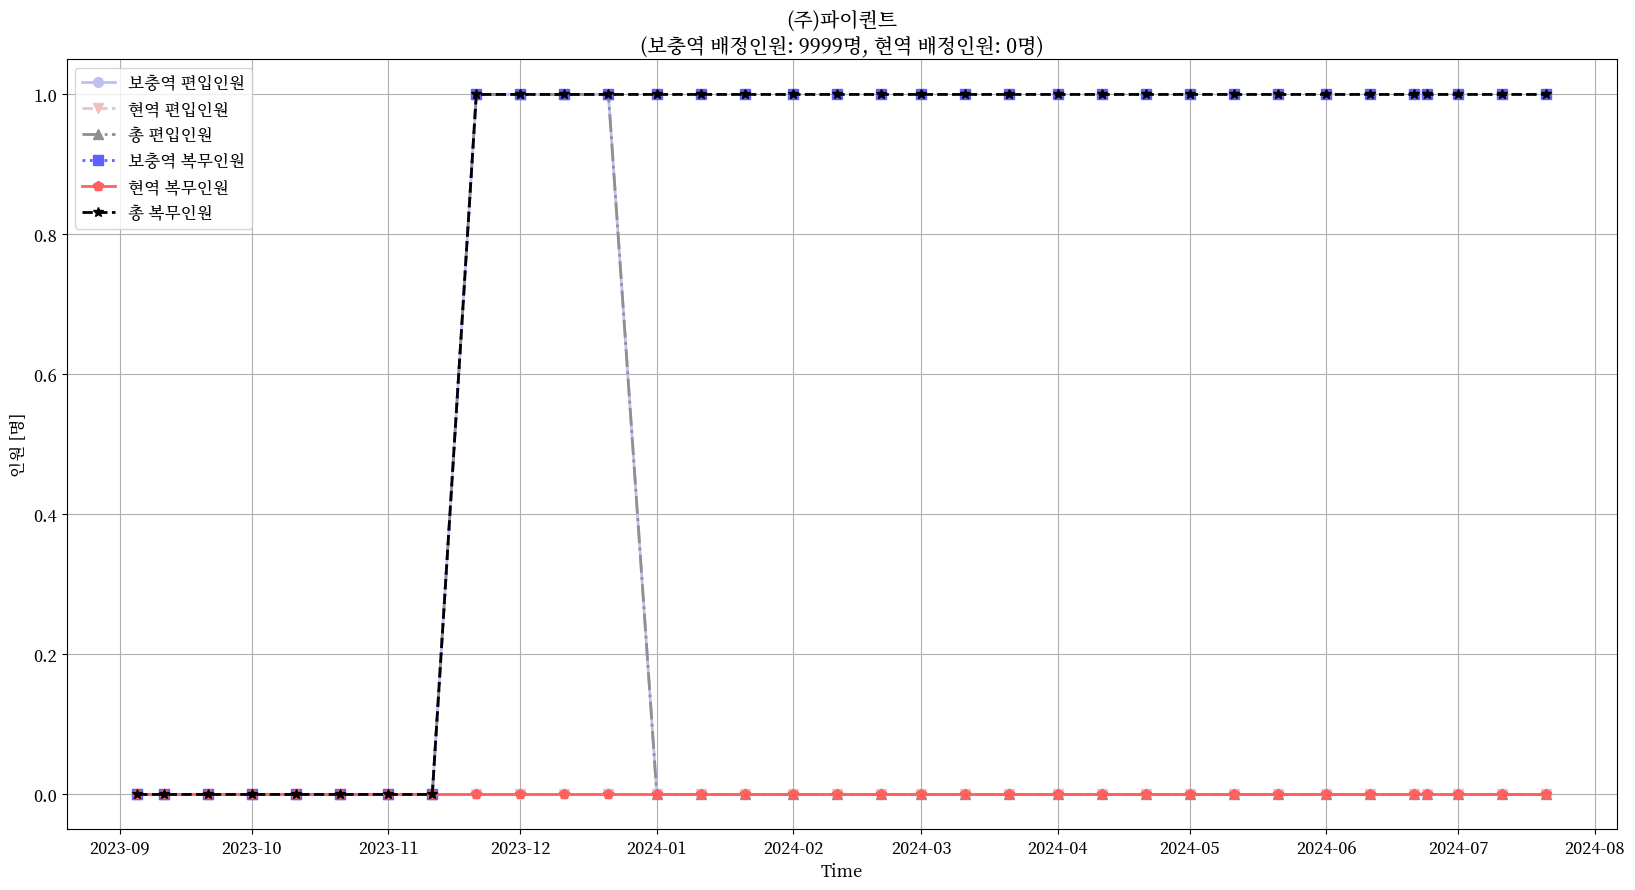 (주)파이퀀트
(보충역 배정인원: 9999명, 현역 배정인원: 0명)
보충역 편입인원
현역 편입인원
총 편입인원
보충역 복무인원
현역 복무인원
총 복무인원
1.0
0.8
0.6
0.4
0.2
0.0
인원 [명]
2023-09 2023-10 2023-11 2023-12 2024-01 2024-02 2024-03 2024-04 2024-05 2024-06 2024-07 2024-08
Time